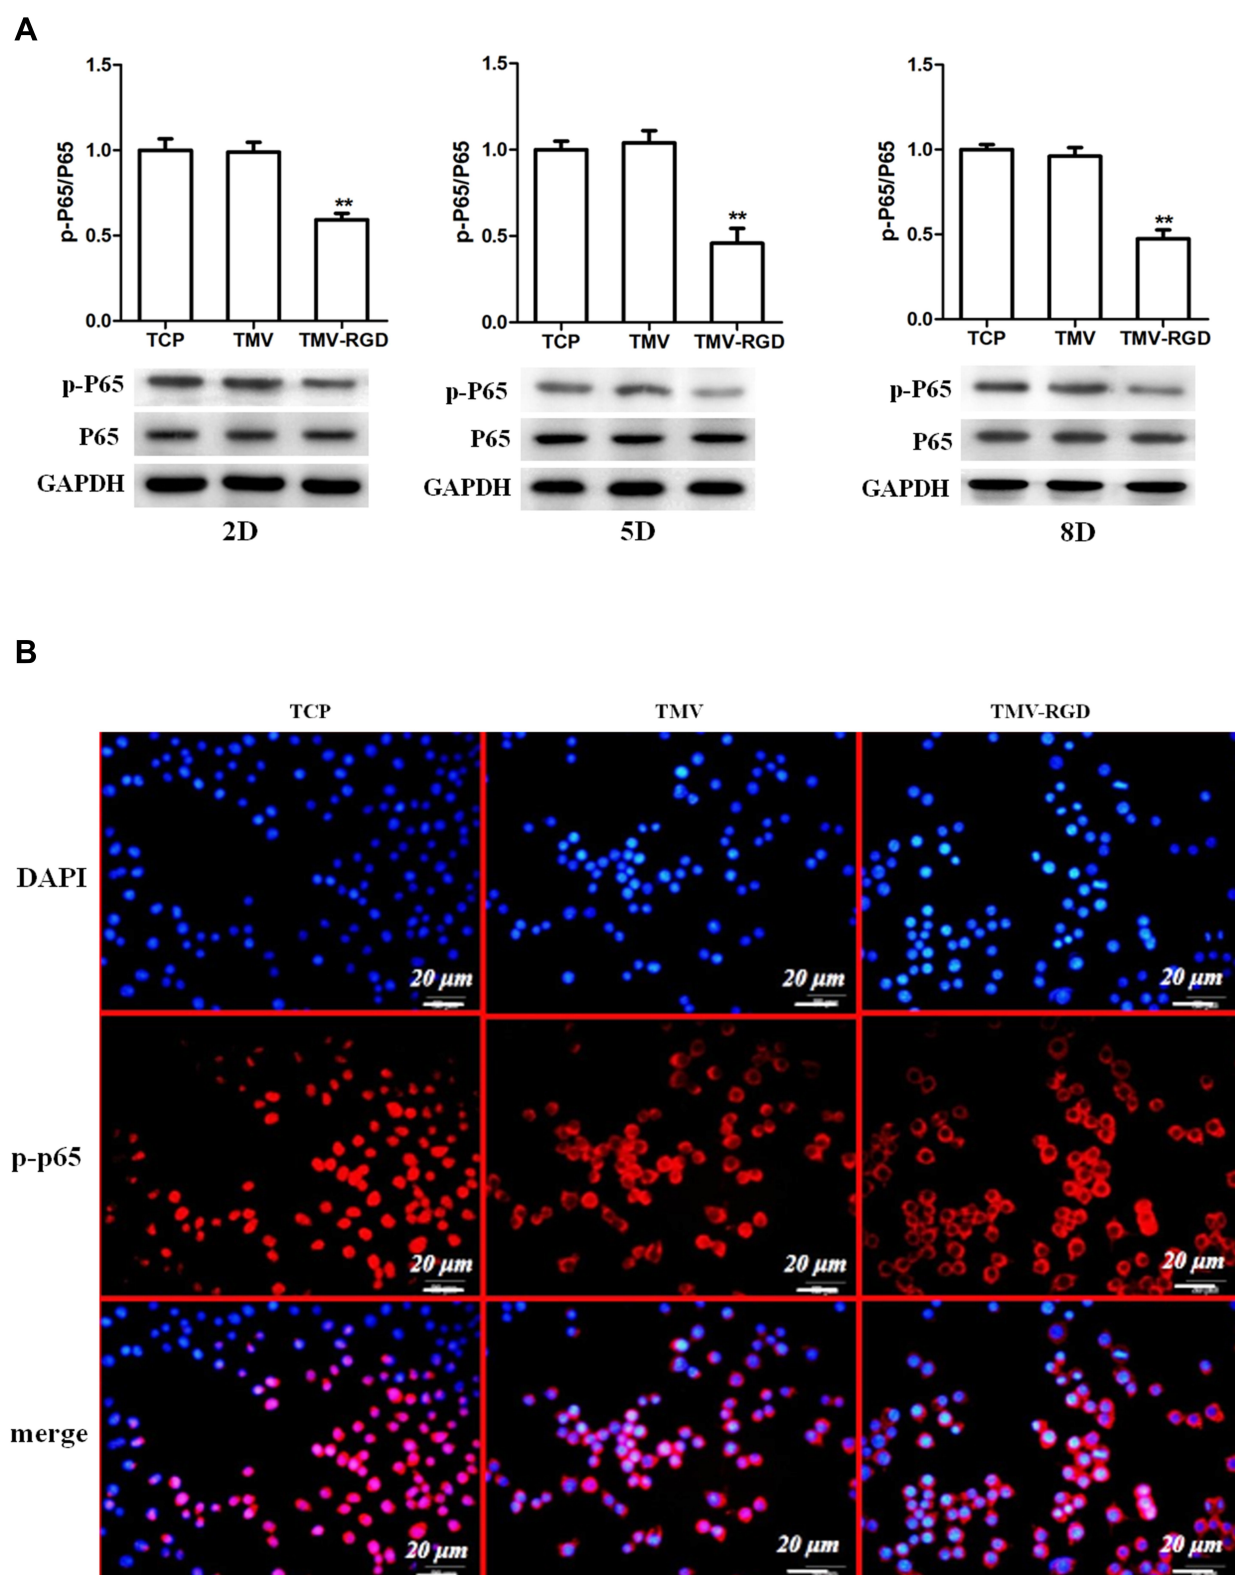 A
1.5
1.0
0.5
0.0
p-P65/P65
**
TCP TMV TMV-RGD
p-P65
P65
GAPDH
2D
1.5
1.0
0.5
0.0
p-P65/P65
**
TCP TMV TMV-RGD
p-P65
P65
GAPDH
5D
1.5
1.0
0.5
0.0
p-P65/P65
**
TCP TMV TMV-RGD
p-P65
P65
GAPDH
8D
B
TCP TMV TMV-RGD
DAPI
20 μm 20 μm 20 μm
p-p65
20 μm 20 μm 20 μm
merge
20 μm 20 μm 20 μm